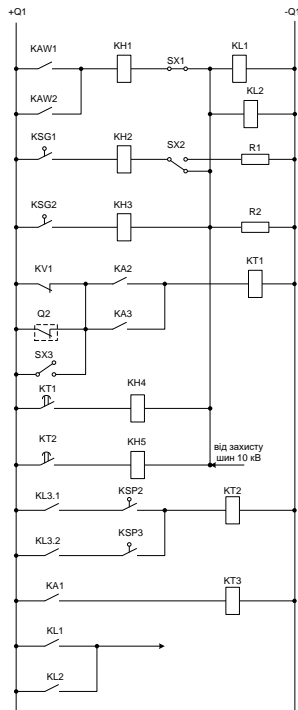 +Q1 -Q1
KAW1 KH1 SX1 KL1
KAW2 KL2
KSG1 KH2 SX2 R1
KSG2 KH3 R2
KV1 KA2 KT1
Q2 KA3
SX3
KT1 KH4
KT2 KH5 від захисту
шин 10 кВ
KL3.1 KSP2 KT2
KL3.2 KSP3
KA1 KT3
KL1
KL2